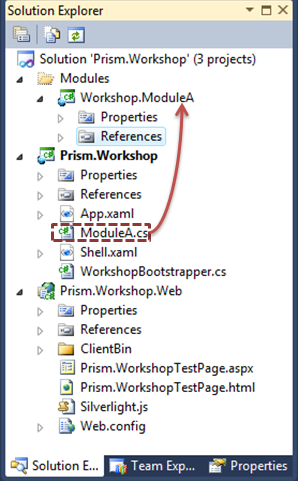 Solution Explorer
Solution 'Prism.Workshop' (3 projects)
Modules
Workshop.ModuleA
Properties
References
Prism.Workshop
Properties
References
App.xaml
ModuleA.cs
Shell.xaml
WorkshopBootstrapper.cs
Prism.Workshop.Web
Properties
References
ClientBin
Prism.WorkshopTestPage.aspx
Prism.WorkshopTestPage.html
Silverlight.js
Web.config
Solution E... Team Exp... Properties